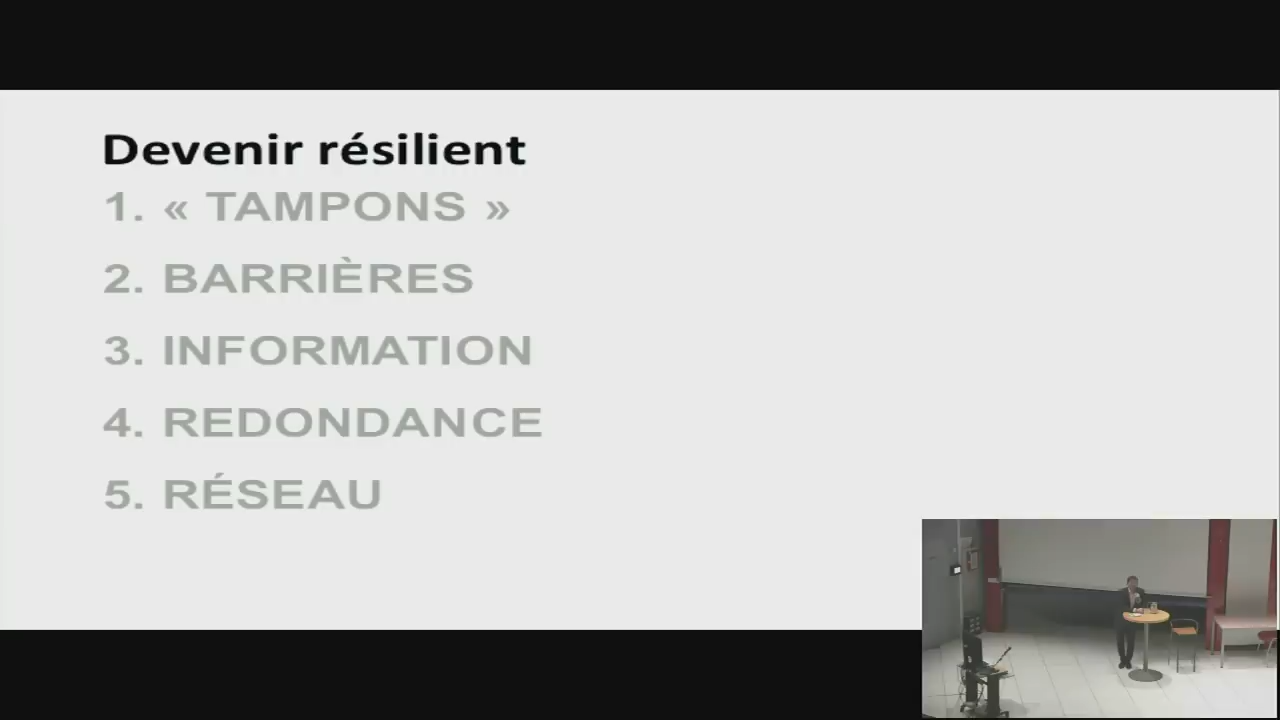 Devenir résilient
1. « TAMPONS »
2. BARRIÈRES
3. INFORMATION
4. REDONDANCE
5. RÉSEAU